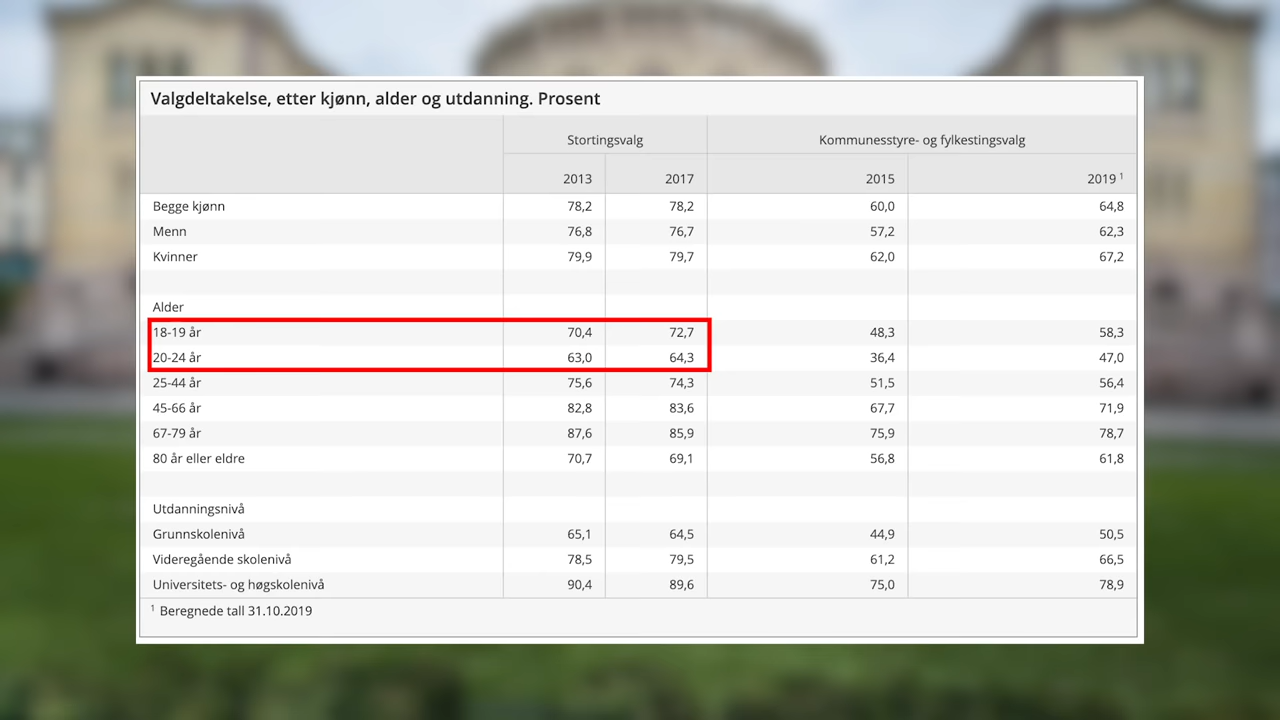 Valgdeltakelse, etter kjønn, alder og utdanning. Prosent
Stortingsvalg Kommunesstyre- og fylkestingsvalg
2013 2017 2015 2019 ¹
Begge kjønn 78,2 78,2 60,0 64,8
Menn 76,8 76,7 57,2 62,3
Kvinner 79,9 79,7 62,0 67,2
Alder
18-19 år 70,4 72,7 48,3 58,3
20-24 år 63,0 64,3 36,4 47,0
25-44 år 75,6 74,3 51,5 56,4
45-66 år 82,8 83,6 67,7 71,9
67-79 år 87,6 85,9 75,9 78,7
80 år eller eldre 70,7 69,1 56,8 61,8
Utdanningsnivå
Grunnskolenivå 65,1 64,5 44,9 50,5
Videregående skolenivå 78,5 79,5 61,2 66,5
Universitets- og høgskolenivå 90,4 89,6 75,0 78,9
¹ Beregnede tall 31.10.2019